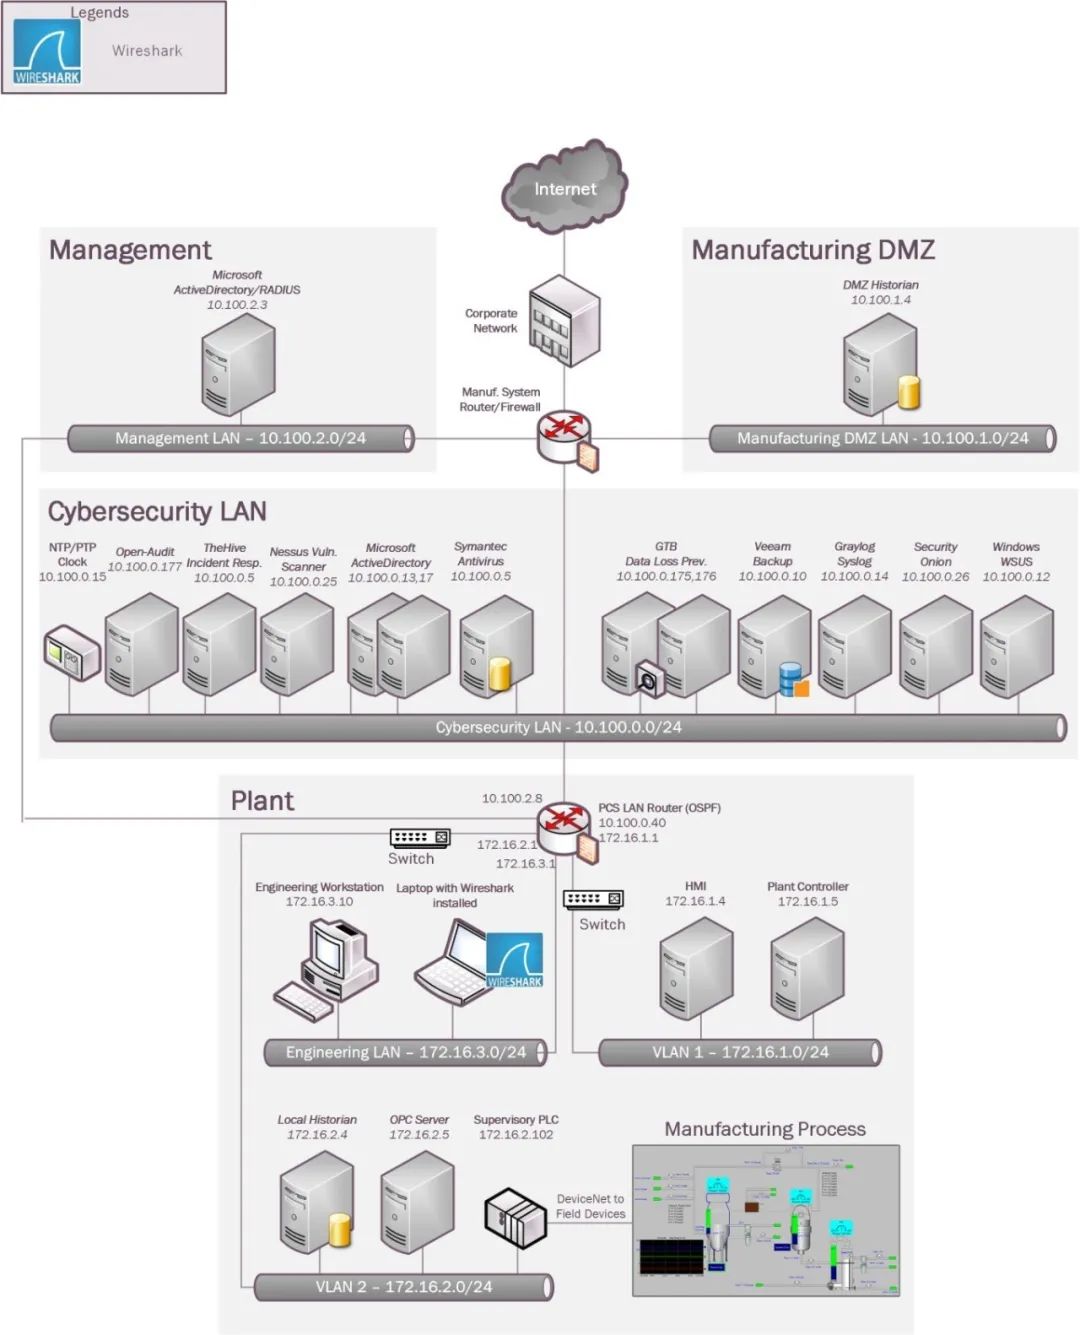 Legends
WIRESHARK
Wireshark
Internet
Management
Microsoft
ActiveDirectory/RADIUS
10.100.2.3
Manufacturing DMZ
DMZ Historian
10.100.1.4
Corporate
Network
Manuf. System
Router/Firewall
Management LAN – 10.100.2.0/24
Manufacturing DMZ LAN - 10.100.1.0/24
Cybersecurity LAN
NTP/PTP
Clock
10.100.0.15
Open-Audit
10.100.0.177
TheHive
Incident Resp.
10.100.0.5
Nessus Vuln.
Scanner
10.100.0.25
Microsoft
ActiveDirectory
10.100.0.13,17
Symantec
Antivirus
10.100.0.5
GTB
Data Loss Prev.
10.100.0.175,176
Veeam
Backup
10.100.0.10
Graylog
Syslog
10.100.0.14
Security
Onion
10.100.0.26
Windows
WSUS
10.100.0.12
Cybersecurity LAN - 10.100.0.0/24
Plant
10.100.2.8
PCS LAN Router (OSPF)
10.100.0.40
172.16.1.1
172.16.2.1
172.16.3.1
Switch
Switch
Engineering Workstation
172.16.3.10
Laptop with Wireshark
installed
WIRESHARK
HMI
172.16.1.4
Plant Controller
172.16.1.5
Engineering LAN – 172.16.3.0/24
VLAN 1 – 172.16.1.0/24
Local Historian
172.16.2.4
OPC Server
172.16.2.5
Supervisory PLC
172.16.2.102
Manufacturing Process
DeviceNet to
Field Devices
VLAN 2 – 172.16.2.0/24